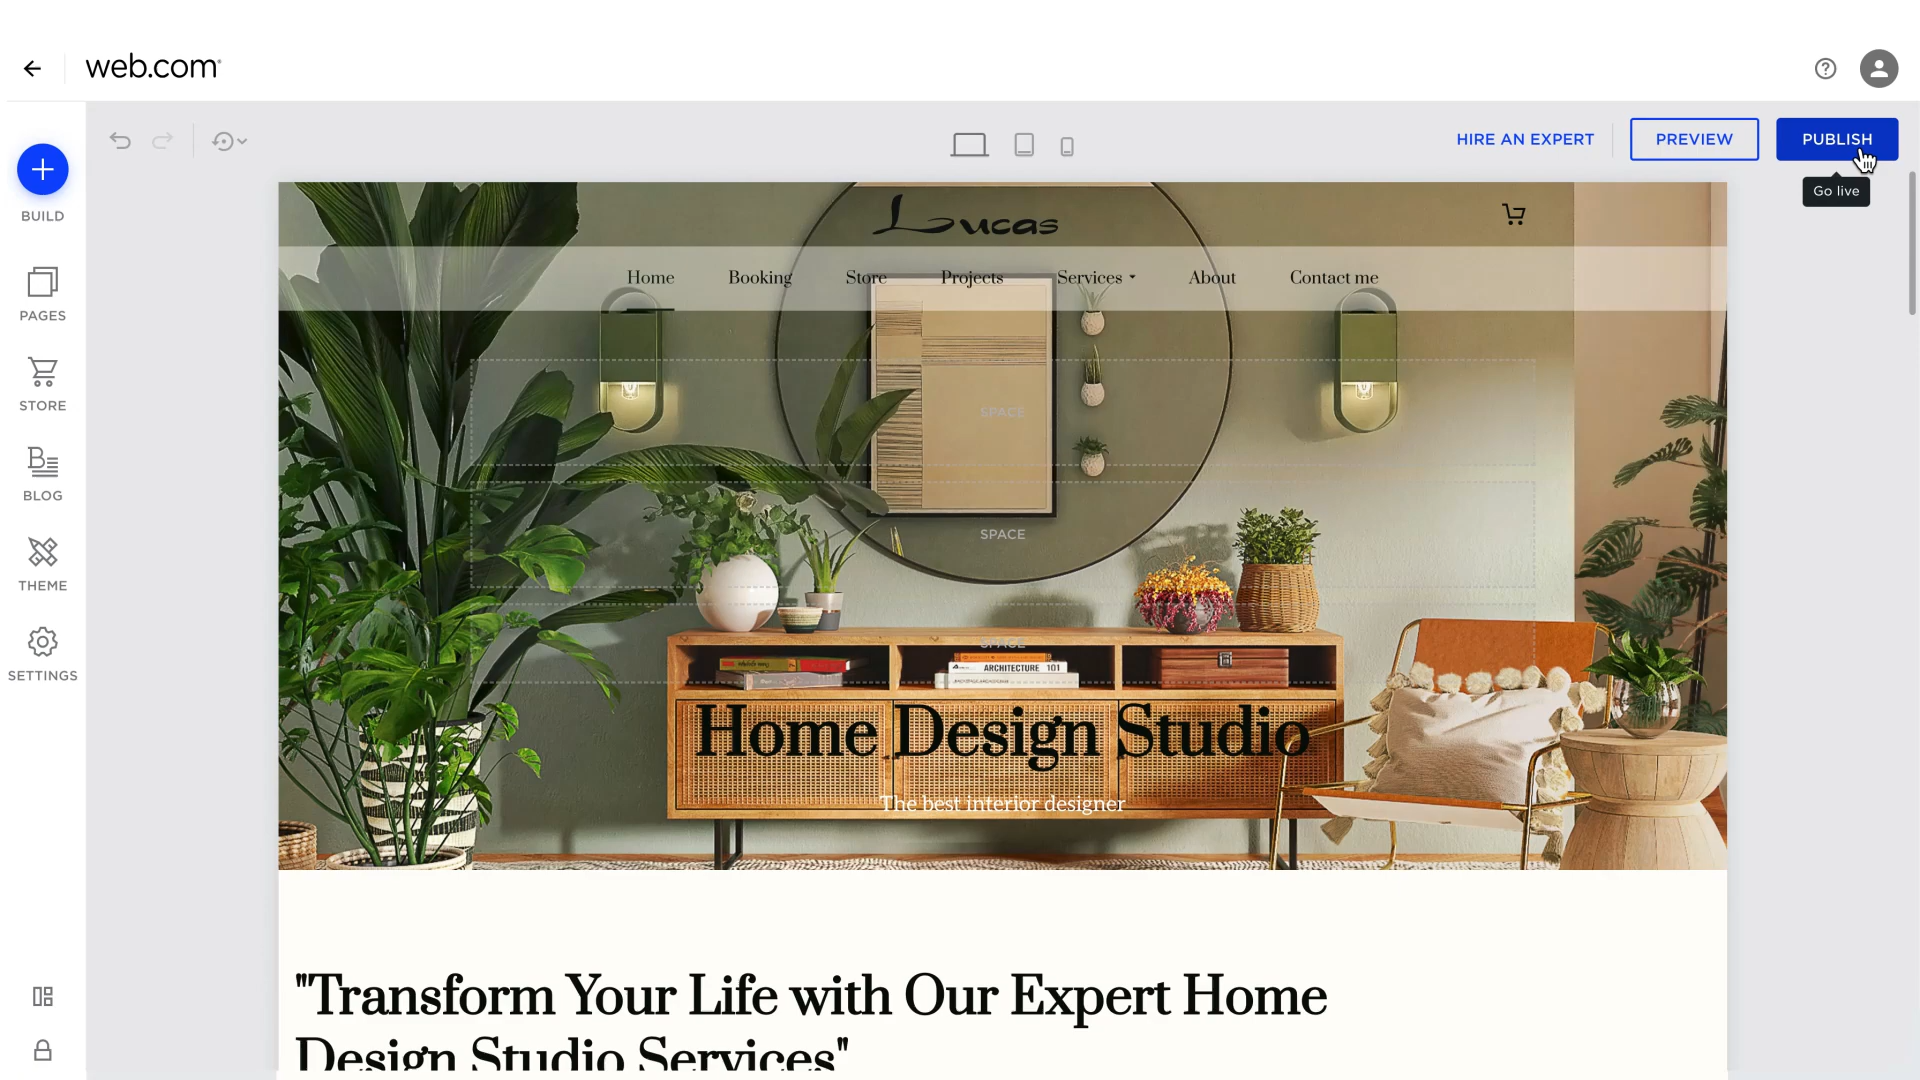 web.com
HIRE AN EXPERT
PREVIEW
PUBLISH
Go live
BUILD
PAGES
STORE
BLOG
THEME
SETTINGS
Lucas
Home Booking Store Projects Services About Contact me
SPACE
SPACE
SPACE
ARCHITECTURE 101
Home Design Studio
The best interior designer
"Transform Your Life with Our Expert Home
Design Studio Services"